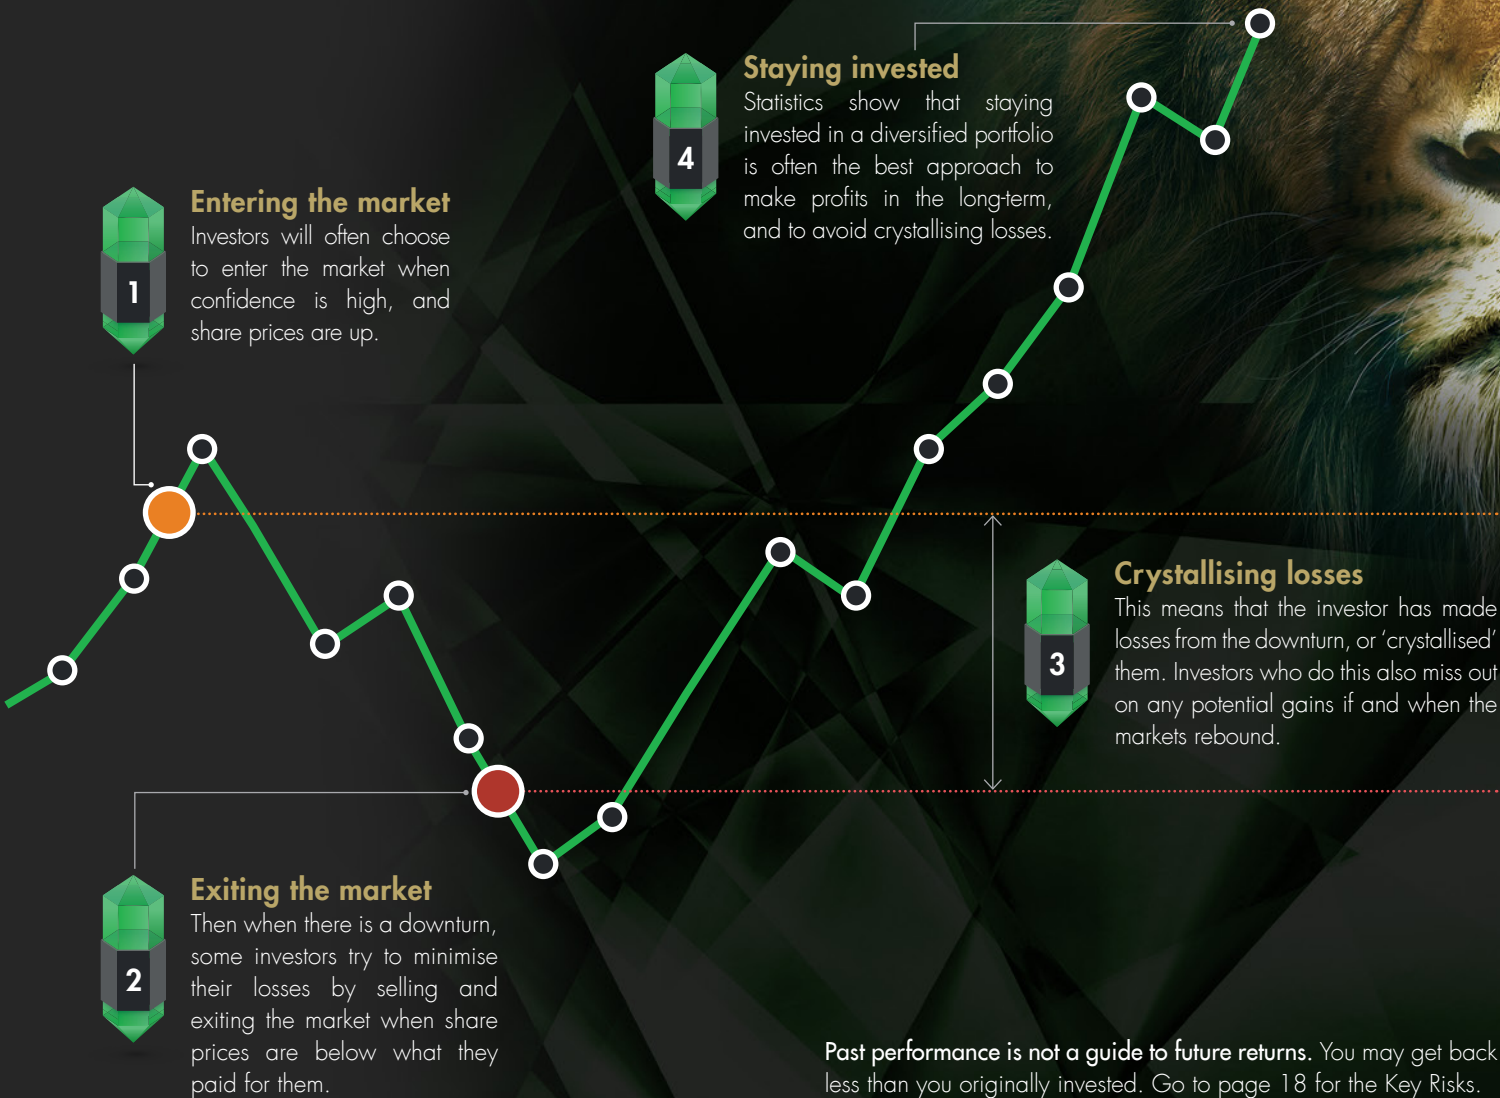 Staying invested
Statistics show that staying
invested in a diversified portfolio
is often the best approach to
make profits in the long-term,
and to avoid crystallising losses.
4
Entering the market
Investors will often choose
to enter the market when
confidence is high, and
share prices are up.
1
Crystallising losses
This means that the investor has made
losses from the downturn, or ‘crystallised’
them. Investors who do this also miss out
on any potential gains if and when the
markets rebound.
3
Exiting the market
Then when there is a downturn,
some investors try to minimise
their losses by selling and
exiting the market when share
prices are below what they
paid for them.
2
Past performance is not a guide to future returns. You may get back
less than you originally invested. Go to page 18 for the Key Risks.